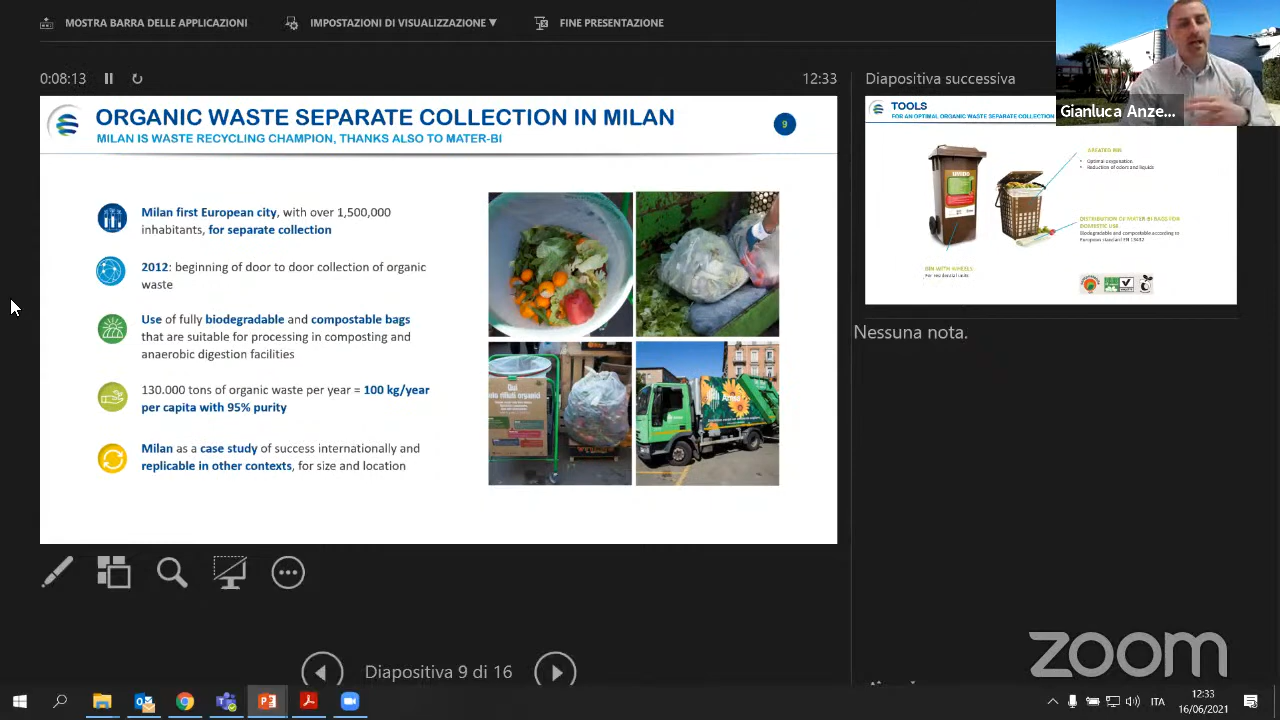 MOSTRA BARRA DELLE APPLICAZIONI
IMPOSTAZIONI DI VISUALIZZAZIONE ▼
FINE PRESENTAZIONE
0:08:13
12:33
Diapositiva successiva
Gianluca Anze...
ORGANIC WASTE SEPARATE COLLECTION IN MILAN
MILAN IS WASTE RECYCLING CHAMPION, THANKS ALSO TO MATER-BI
9
Milan first European city, with over 1,500,000
inhabitants, for separate collection
2012: beginning of door to door collection of organic
waste
Use of fully biodegradable and compostable bags
that are suitable for processing in composting and
anaerobic digestion facilities
130.000 tons of organic waste per year = 100 kg/year
per capita with 95% purity
Milan as a case study of success internationally and
replicable in other contexts, for size and location
Qui
solo rifiuti organici
Amsa
TOOLS
FOR AN OPTIMAL ORGANIC WASTE SEPARATE COLLECTION
UMIDO
AREATED BIN
• Optimal oxygenation
• Reduction of odors and liquids
DISTRIBUTION OF MATER-BI BAGS FOR
DOMESTIC USE
Biodegradable and compostable according to
European standard EN 13432
BIN WITH WHEELS
For residential units
Nessuna nota.
Diapositiva 9 di 16
zoom
ITA
12:33
16/06/2021